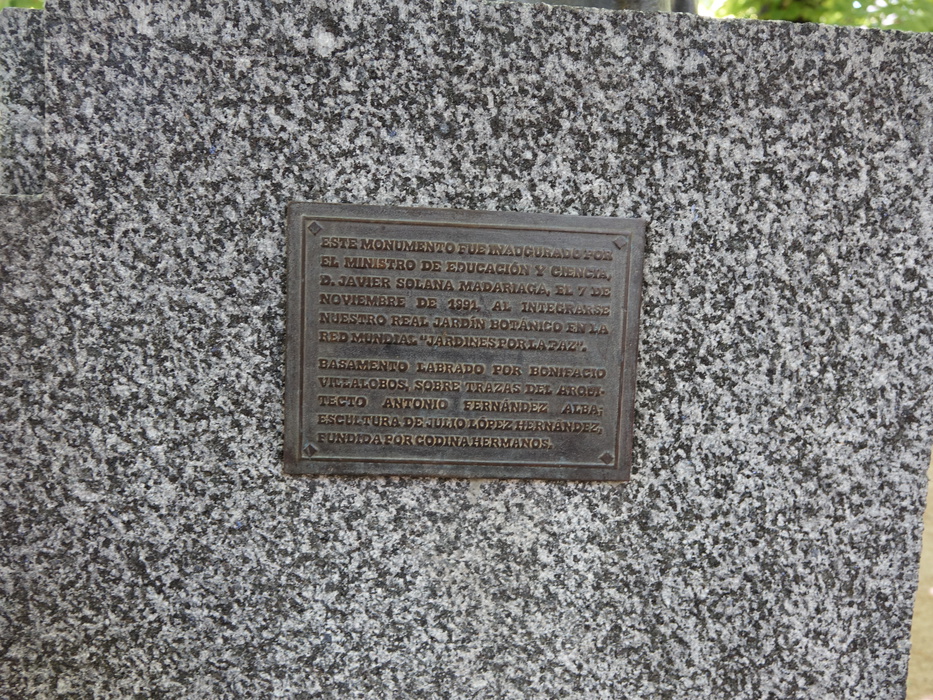 ESTE MONUMENTO FUE INAUGURADO POR
EL MINISTRO DE EDUCACIÓN Y CIENCIA,
D. JAVIER SOLANA MADARIAGA, EL 7 DE
NOVIEMBRE DE 1991, AL INTEGRARSE
NUESTRO REAL JARDÍN BOTÁNICO EN LA
RED MUNDIAL "JARDINES POR LA PAZ".
BASAMENTO LABRADO POR BONIFACIO
VILLALOBOS, SOBRE TRAZAS DEL ARQUI-
TECTO ANTONIO FERNÁNDEZ ALBA;
ESCULTURA DE JULIO LÓPEZ HERNÁNDEZ,
FUNDIDA POR CODINA HERMANOS.